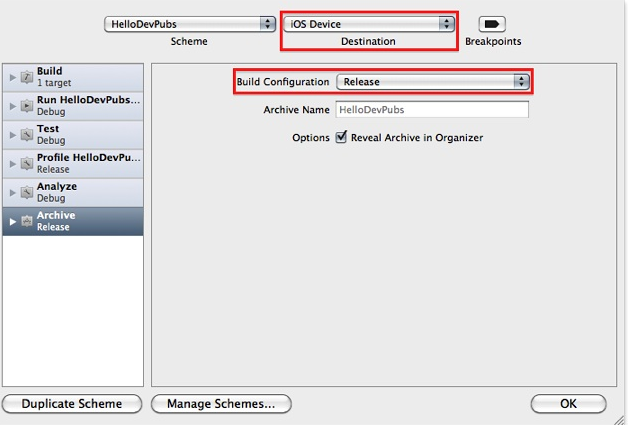 HelloDevPubs
iOS Device
Scheme
Destination
Breakpoints
Build
1 target
Run HelloDevPubs...
Debug
Test
Debug
Profile HelloDevPu...
Release
Analyze
Debug
Archive
Release
Build Configuration
Release
Archive Name
HelloDevPubs
Options
Reveal Archive in Organizer
Duplicate Scheme
Manage Schemes...
OK